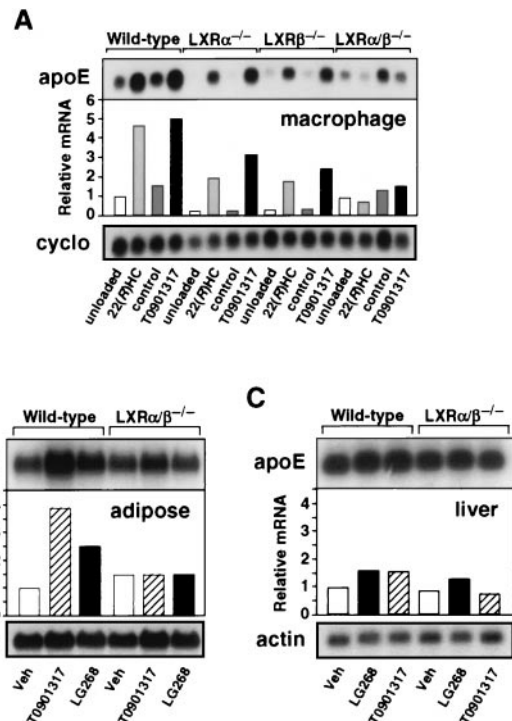 A
Wild-type LXRα–/– LXRβ–/– LXRα/β–/–
apoE
6
5
4
3
2
1
0
Relative mRNA
macrophage
cyclo
unloaded 22(R)HC control T0901317 unloaded 22(R)HC control T0901317 unloaded 22(R)HC control T0901317 unloaded 22(R)HC control T0901317
Wild-type LXRα/β–/–
adipose
Veh T0901317 LG268 Veh T0901317 LG268
C
Wild-type LXRα/β–/–
apoE
4
3
2
1
0
Relative mRNA
liver
actin
Veh LG268 T0901317 Veh LG268 T0901317